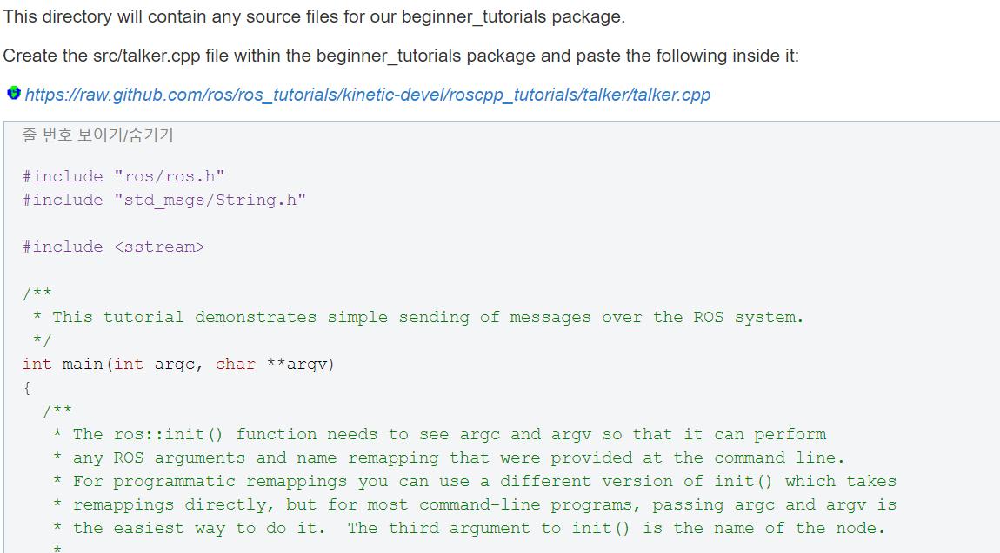 This directory will contain any source files for our beginner_tutorials package.
Create the src/talker.cpp file within the beginner_tutorials package and paste the following inside it:
https://raw.github.com/ros/ros_tutorials/kinetic-devel/roscpp_tutorials/talker/talker.cpp
줄 번호 보이기/숨기기
#include "ros/ros.h"
#include "std_msgs/String.h"
#include <sstream>
/**
 * This tutorial demonstrates simple sending of messages over the ROS system.
 */
int main(int argc, char **argv)
{
  /**
   * The ros::init() function needs to see argc and argv so that it can perform
   * any ROS arguments and name remapping that were provided at the command line.
   * For programmatic remappings you can use a different version of init() which takes
   * remappings directly, but for most command-line programs, passing argc and argv is
   * the easiest way to do it.  The third argument to init() is the name of the node.
   *